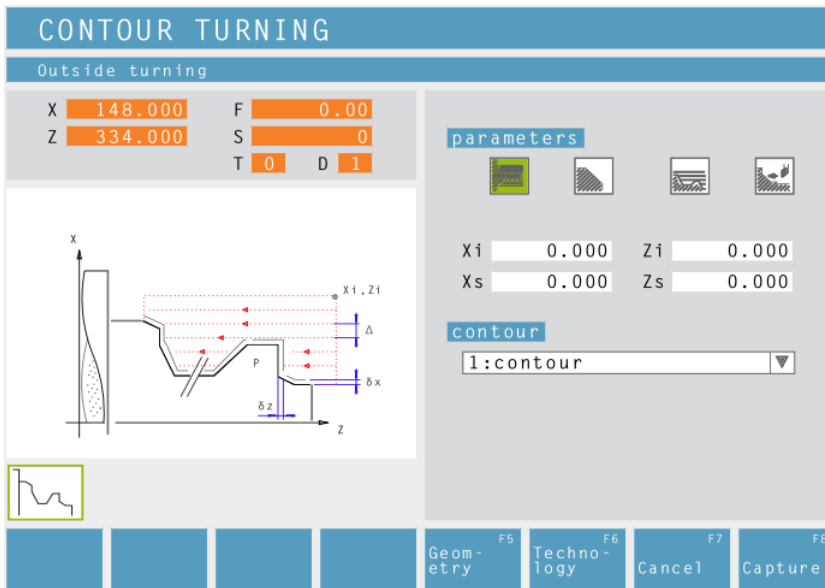 CONTOUR TURNING
Outside turning
X 148.000 F 0.00
Z 334.000 S 0
T 0 D 1
parameters
Xi 0.000 Zi 0.000
Xs 0.000 Zs 0.000
contour
1:contour
X
Xi,Zi
Δ
P
δx
δz
Z
F5
Geom-
etry
F6
Techno-
logy
F7
Cancel
F8
Capture